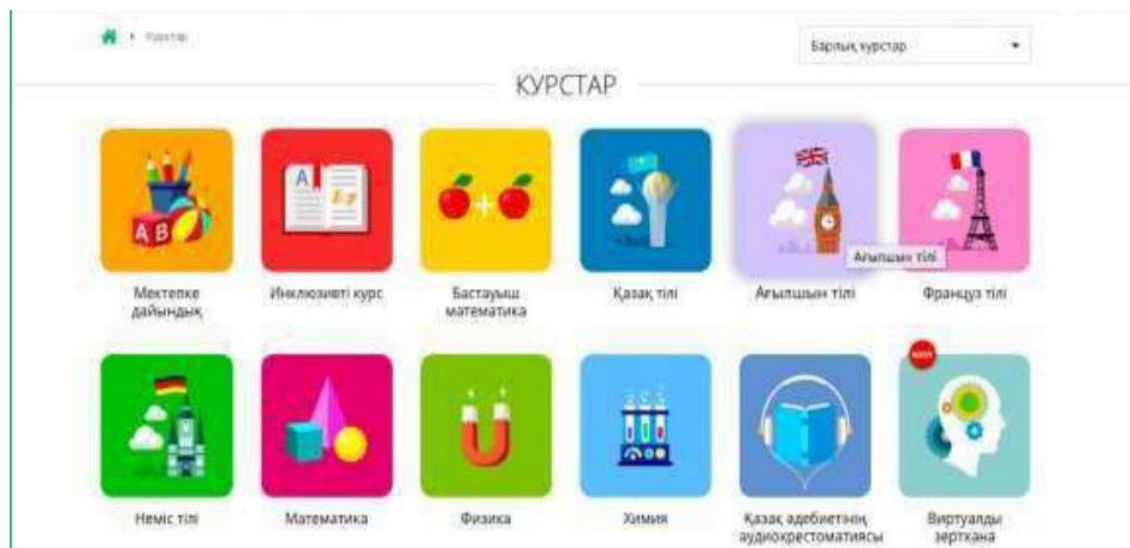 Курстар
Барлық курстар
КУРСТАР
A
AB
Ағылшын тілі
Мектепке
дайындық
Инклюзивті курс
Бастауыш
математика
Қазақ тілі
Ағылшын тілі
Француз тілі
Неміс тілі
Математика
Физика
Химия
Қазақ әдебиетінің
аудиохрестоматиясы
Виртуалды
зертхана